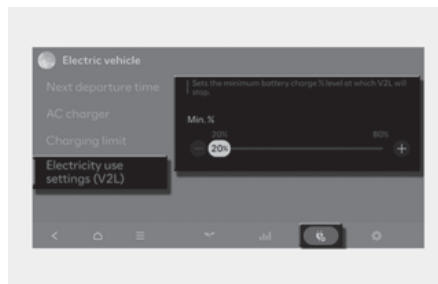 Electric vehicle
Next departure time
Sets the minimum battery charge % level at which V2L will
stop.
AC charger
Min. %
Charging limit
20%
80%
20%
Electricity use
settings (V2L)